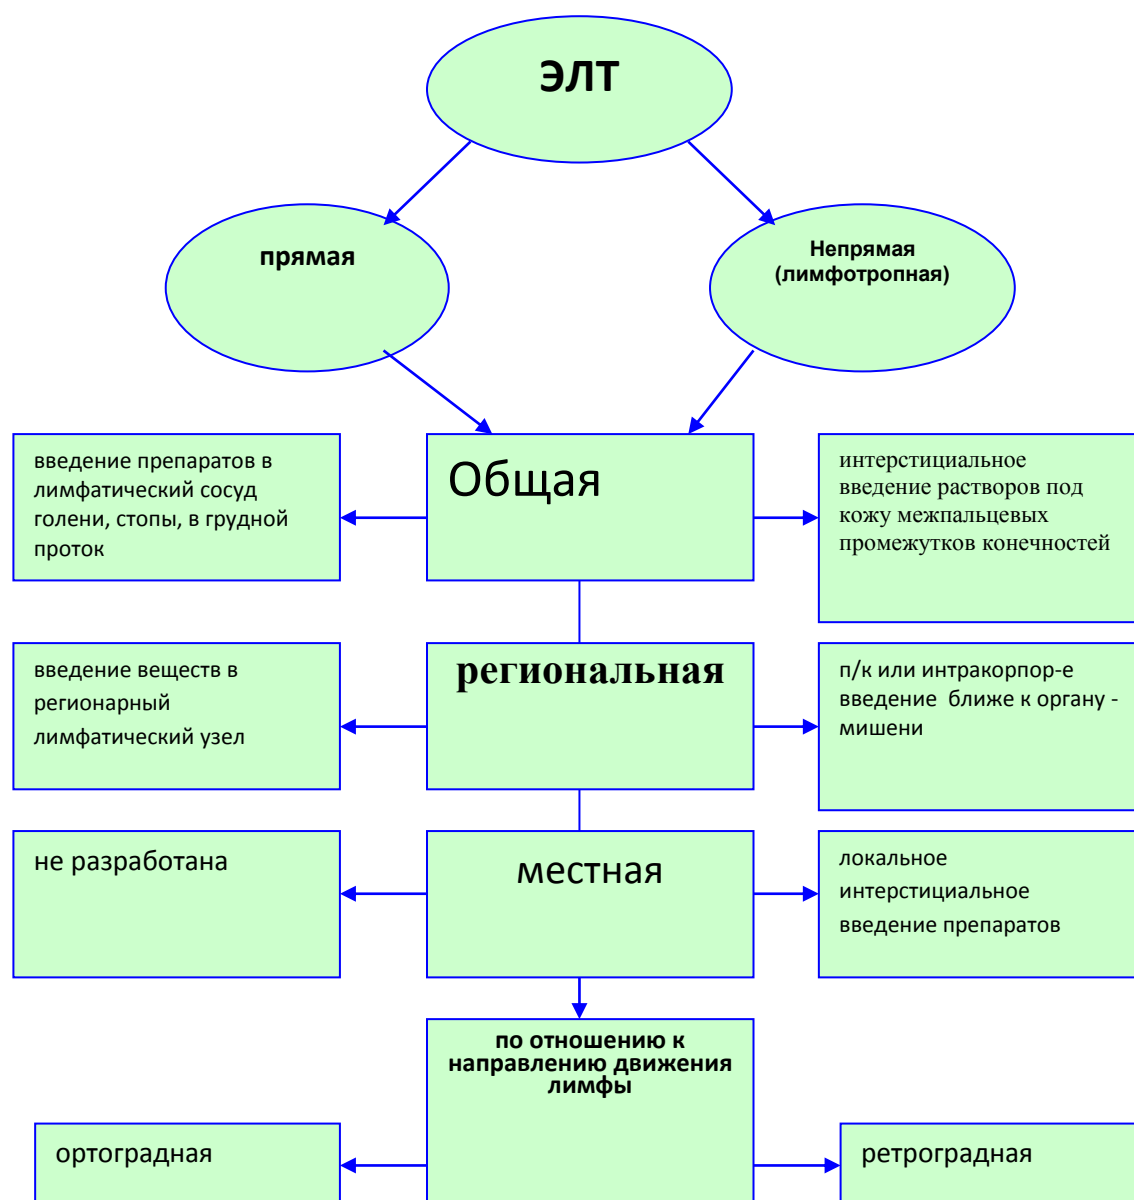 ЭЛТ
прямая
Непрямая
(лимфотропная)
введение препаратов в
лимфатический сосуд
голени, стопы, в грудной
проток
Общая
интерстициальное
введение растворов под
кожу межпальцевых
промежутков конечностей
введение веществ в
регионарный
лимфатический узел
региональная
п/к или интракорпор-е
введение ближе к органу -
мишени
не разработана
местная
локальное
интерстициальное
введение препаратов
по отношению к
направлению движения
лимфы
ортоградная
ретроградная